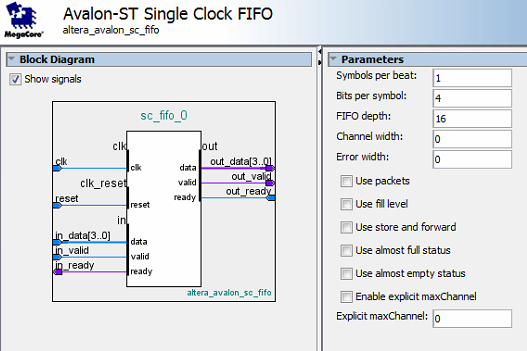 MegaCore®
Avalon-ST Single Clock FIFO
altera_avalon_sc_fifo
Block Diagram
Show signals
sc_fifo_0
clk
out
clk
clk
data
out_data[3..0]
valid
out_valid
clk_reset
ready
out_ready
reset
reset
in
in_data[3..0]
data
in_valid
valid
in_ready
ready
altera_avalon_sc_fifo
Parameters
Symbols per beat: 1
Bits per symbol: 4
FIFO depth: 16
Channel width: 0
Error width: 0
Use packets
Use fill level
Use store and forward
Use almost full status
Use almost empty status
Enable explicit maxChannel
Explicit maxChannel: 0